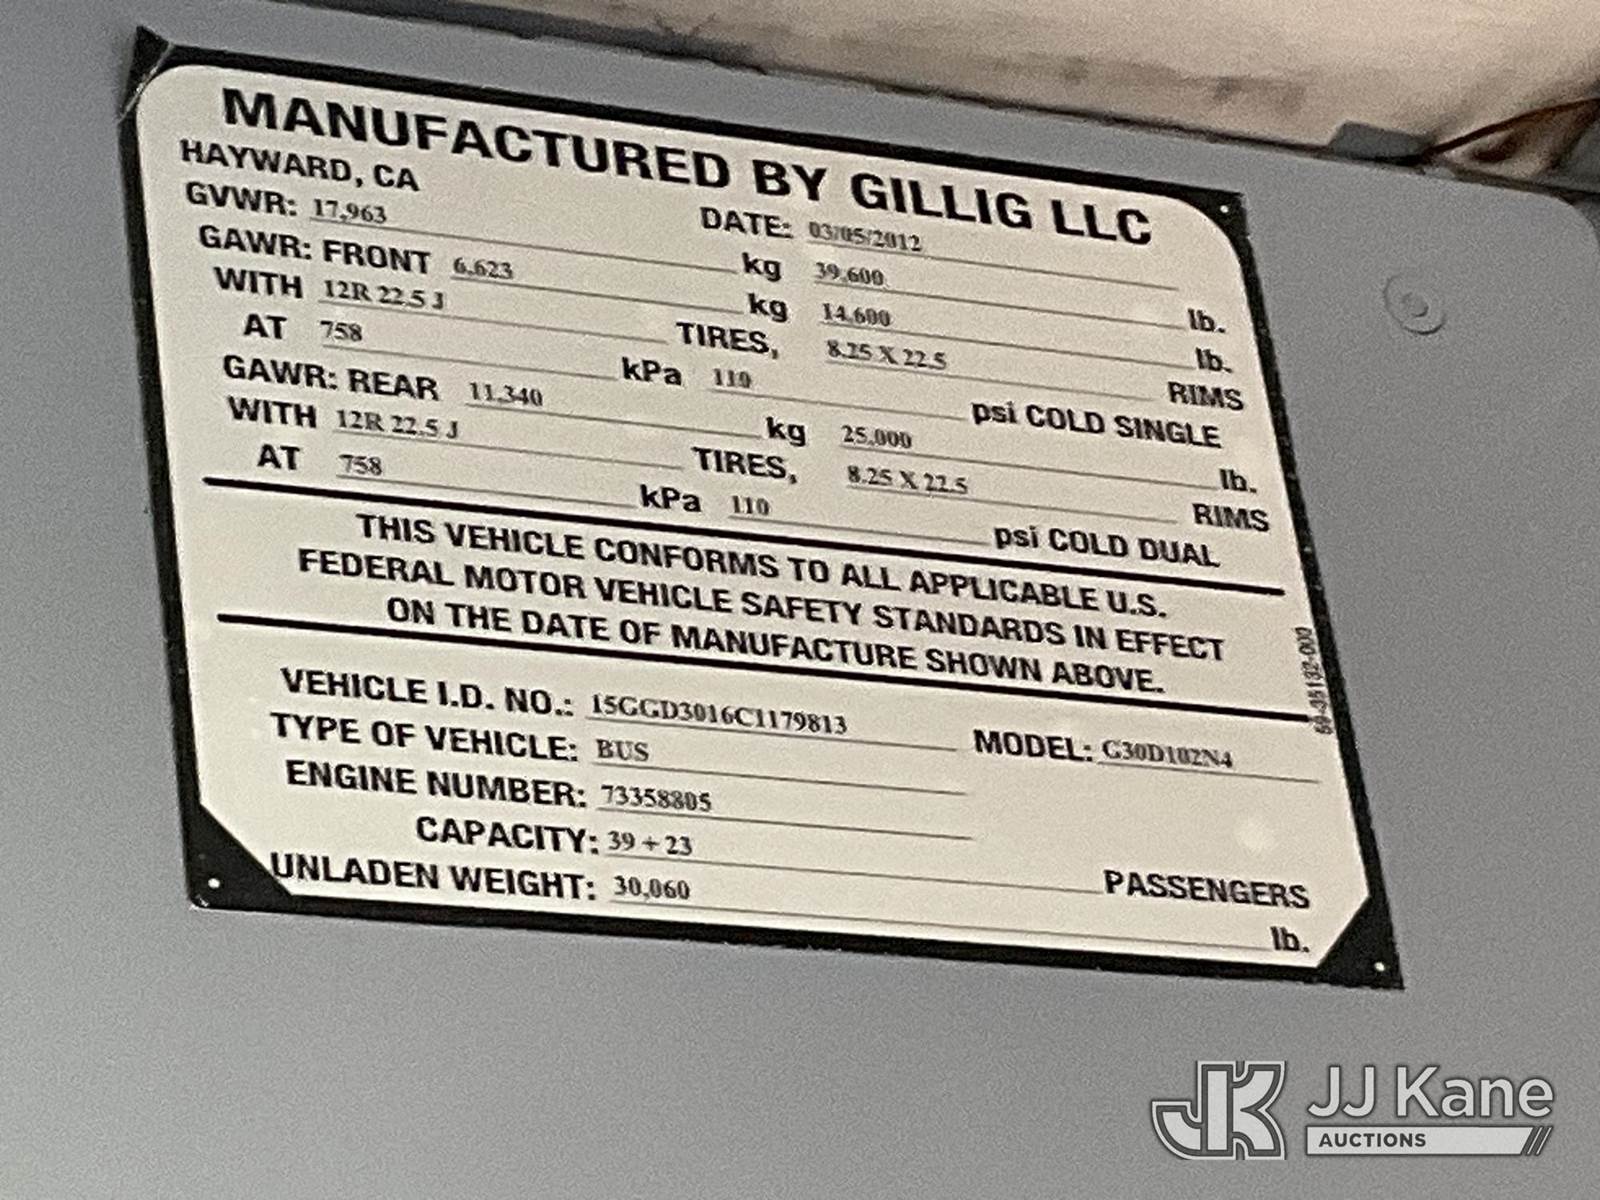 MANUFACTURED BY GILLIG LLC
HAYWARD, CA DATE: 03/05/2012
GVWR: 17,963 kg 39,600 lb.
GAWR: FRONT 6,623 kg 14,600 lb.
WITH 12R 22.5 J TIRES, 8.25 X 22.5 RIMS
AT 758 kPa 110 psi COLD SINGLE
GAWR: REAR 11,340 kg 25,000 lb.
WITH 12R 22.5 J TIRES, 8.25 X 22.5 RIMS
AT 758 kPa 110 psi COLD DUAL
THIS VEHICLE CONFORMS TO ALL APPLICABLE U.S.
FEDERAL MOTOR VEHICLE SAFETY STANDARDS IN EFFECT
ON THE DATE OF MANUFACTURE SHOWN ABOVE.
VEHICLE I.D. NO.: 15GGD3016C1179813 MODEL: G30D102N4
TYPE OF VEHICLE: BUS
ENGINE NUMBER: 73358805
CAPACITY: 39 + 23 PASSENGERS
UNLADEN WEIGHT: 30,060 lb.
JJ Kane
AUCTIONS